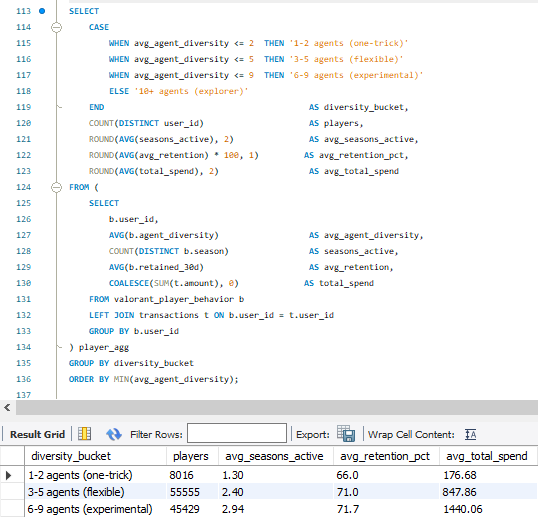 113 SELECT
114 CASE
115 WHEN avg_agent_diversity <= 2 THEN '1-2 agents (one-trick)'
116 WHEN avg_agent_diversity <= 5 THEN '3-5 agents (flexible)'
117 WHEN avg_agent_diversity <= 9 THEN '6-9 agents (experimental)'
118 ELSE '10+ agents (explorer)'
119 END AS diversity_bucket,
120 COUNT(DISTINCT user_id) AS players,
121 ROUND(AVG(seasons_active), 2) AS avg_seasons_active,
122 ROUND(AVG(avg_retention) * 100, 1) AS avg_retention_pct,
123 ROUND(AVG(total_spend), 2) AS avg_total_spend
124 FROM (
125 SELECT
126 b.user_id,
127 AVG(b.agent_diversity) AS avg_agent_diversity,
128 COUNT(DISTINCT b.season) AS seasons_active,
129 AVG(b.retained_30d) AS avg_retention,
130 COALESCE(SUM(t.amount), 0) AS total_spend
131 FROM valorant_player_behavior b
132 LEFT JOIN transactions t ON b.user_id = t.user_id
133 GROUP BY b.user_id
134 ) player_agg
135 GROUP BY diversity_bucket
136 ORDER BY MIN(avg_agent_diversity);
137
Result Grid Filter Rows: Export: Wrap Cell Content:
diversity_bucket players avg_seasons_active avg_retention_pct avg_total_spend
1-2 agents (one-trick) 8016 1.30 66.0 176.68
3-5 agents (flexible) 55555 2.40 71.0 847.86
6-9 agents (experimental) 45429 2.94 71.7 1440.06